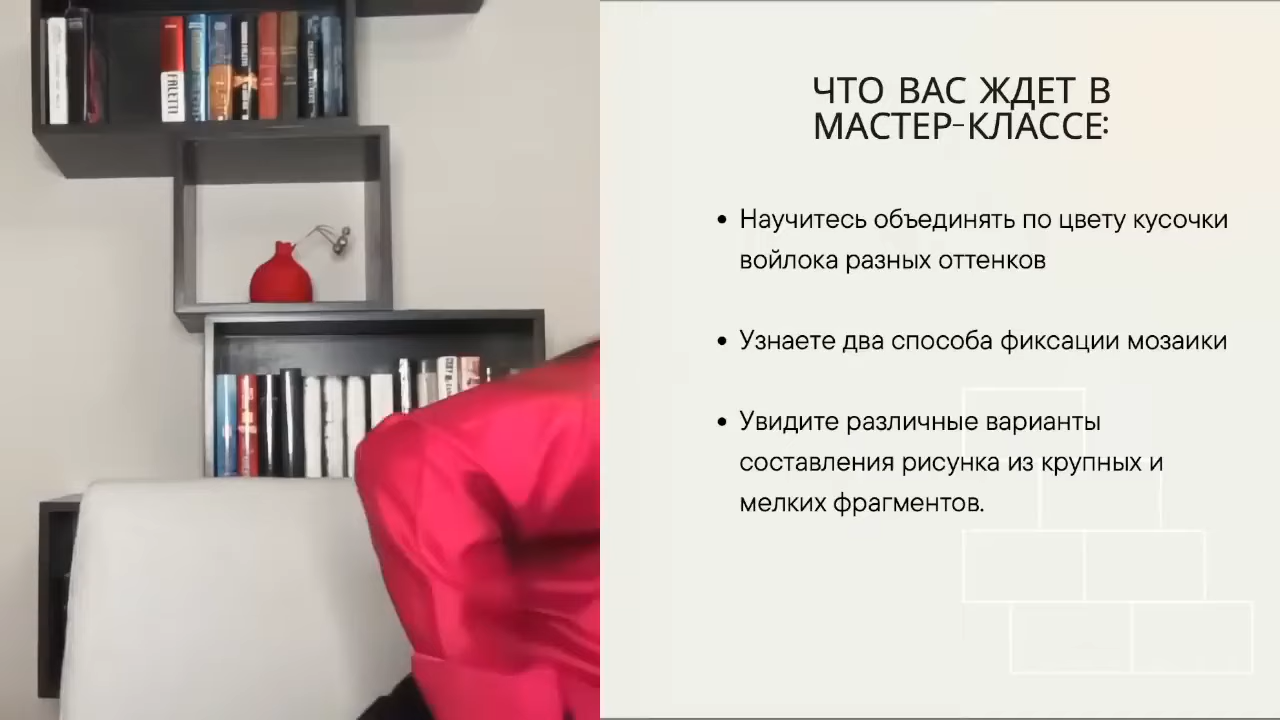 FALETTI
ЧТО ВАС ЖДЕТ В
МАСТЕР-КЛАССЕ:
• Научитесь объединять по цвету кусочки
войлока разных оттенков
• Узнаете два способа фиксации мозаики
• Увидите различные варианты
составления рисунка из крупных и
мелких фрагментов.